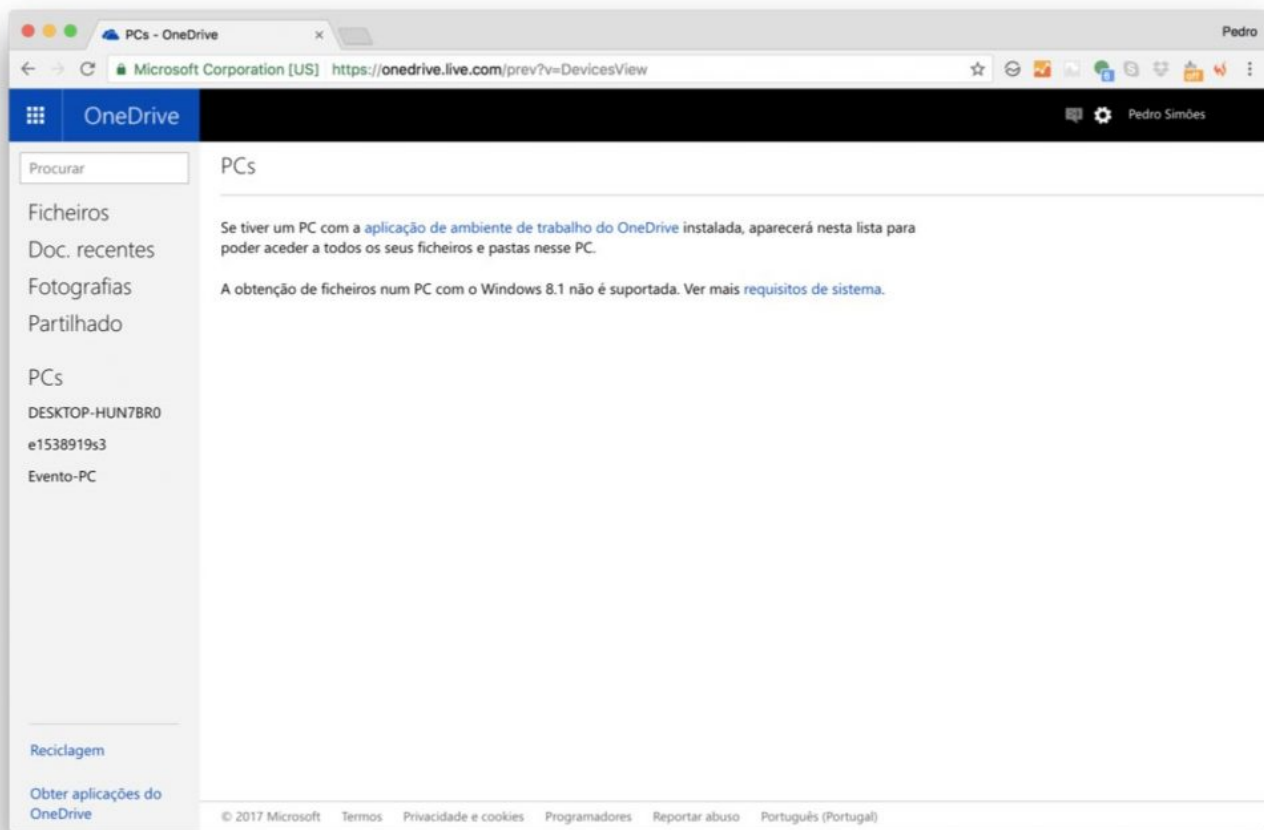 PCs - OneDrive
Pedro
Microsoft Corporation [US] https://onedrive.live.com/prev?v=DevicesView
OneDrive
Pedro Simões
Procurar
PCs
Ficheiros
Doc. recentes
Fotografias
Partilhado
PCs
DESKTOP-HUN7BR0
e1538919s3
Evento-PC
Se tiver um PC com a aplicação de ambiente de trabalho do OneDrive instalada, aparecerá nesta lista para
poder aceder a todos os seus ficheiros e pastas nesse PC.
A obtenção de ficheiros num PC com o Windows 8.1 não é suportada. Ver mais requisitos de sistema.
Reciclagem
Obter aplicações do
OneDrive
© 2017 Microsoft Termos Privacidade e cookies Programadores Reportar abuso Português (Portugal)